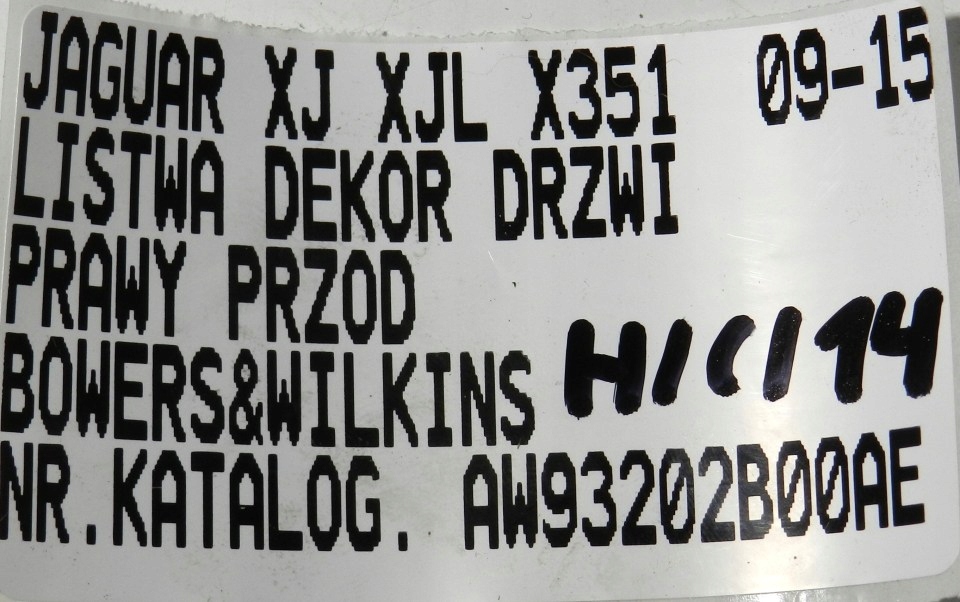 JAGUAR XJ XJL X351 09-15
LISTWA DEKOR DRZWI
PRAWY PRZOD
BOWERS&WILKINS H/C/14
NR.KATALOG. AW93202B00AE